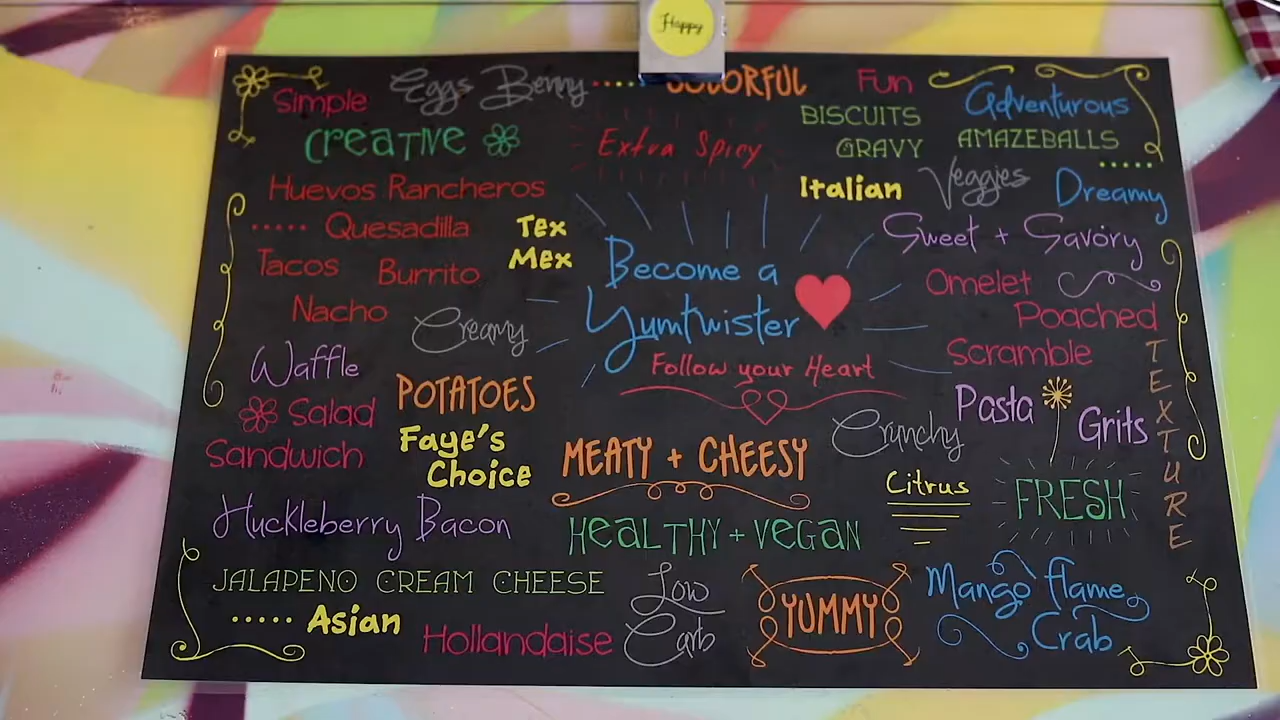 Happy
Eggs Benny
COLORFUL
Fun
Adventurous
Simple
BISCUITS
GRAVY
AMAZEBALLS
CREATIVE
Extra Spicy
Huevos Rancheros
Italian
Veggies
Dreamy
Quesadilla
Tex
Mex
Sweet + Savory
Tacos
Burrito
Become a
Yumtwister
Follow your Heart
Omelet
Nacho
Creamy
Poached
Scramble
Waffle
POTATOES
Pasta
Grits
TEXTURE
Salad
Faye's
Choice
Sandwich
MEATY + CHEESY
Crunchy
Citrus
FRESH
Huckleberry Bacon
HEALTHY + VEGAN
JALAPENO CREAM CHEESE
Asian
Hollandaise
Low
Carb
YUMMY
Mango flame
Crab